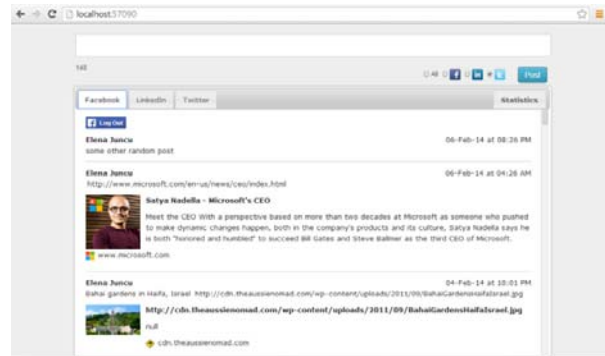 localhost:57090
140
All
Post
Facebook LinkedIn Twitter Statistics
Log Out
Elena Juncu 06-Feb-14 at 08:26 PM
some other random post
Elena Juncu 06-Feb-14 at 04:26 AM
http://www.microsoft.com/en-us/news/ceo/index.html
Satya Nadella - Microsoft's CEO
Meet the CEO With a perspective based on more than two decades at Microsoft as someone who pushed
to make dynamic changes happen, both in the company's products and its culture, Satya Nadella says he
is both "honored and humbled" to succeed Bill Gates and Steve Ballmer as the third CEO of Microsoft.
www.microsoft.com
Elena Juncu 04-Feb-14 at 10:01 PM
Bahai gardens in Haifa, Israel http://cdn.theaussienomad.com/wp-content/uploads/2011/09/BahaiGardensHaifaIsrael.jpg
http://cdn.theaussienomad.com/wp-content/uploads/2011/09/BahaiGardensHaifaIsrael.jpg
null
cdn.theaussienomad.com